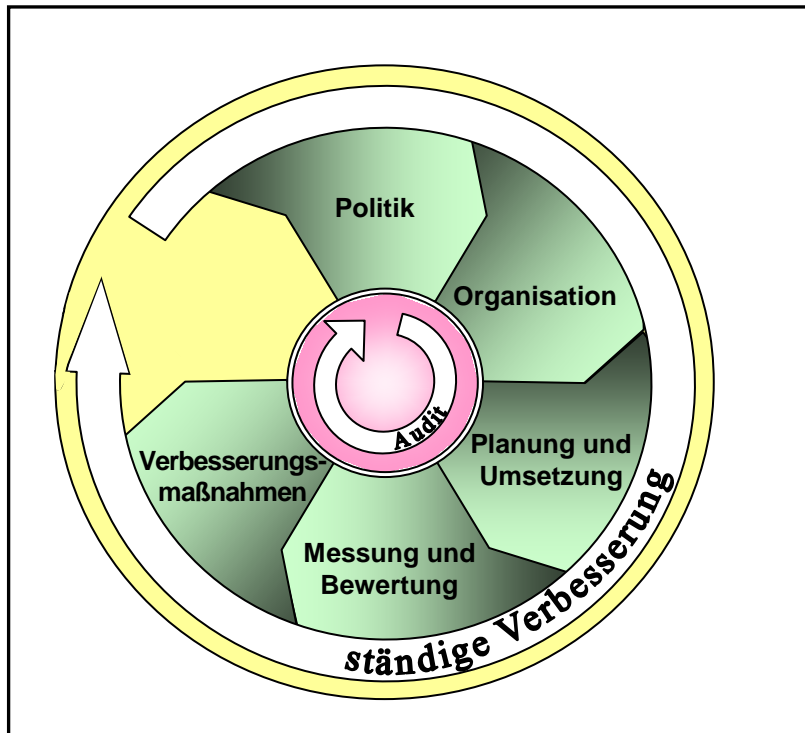 Politik
Organisation
Planung und
Umsetzung
Messung und
Bewertung
Verbesserungs-
maßnahmen
Audit
ständige Verbesserung